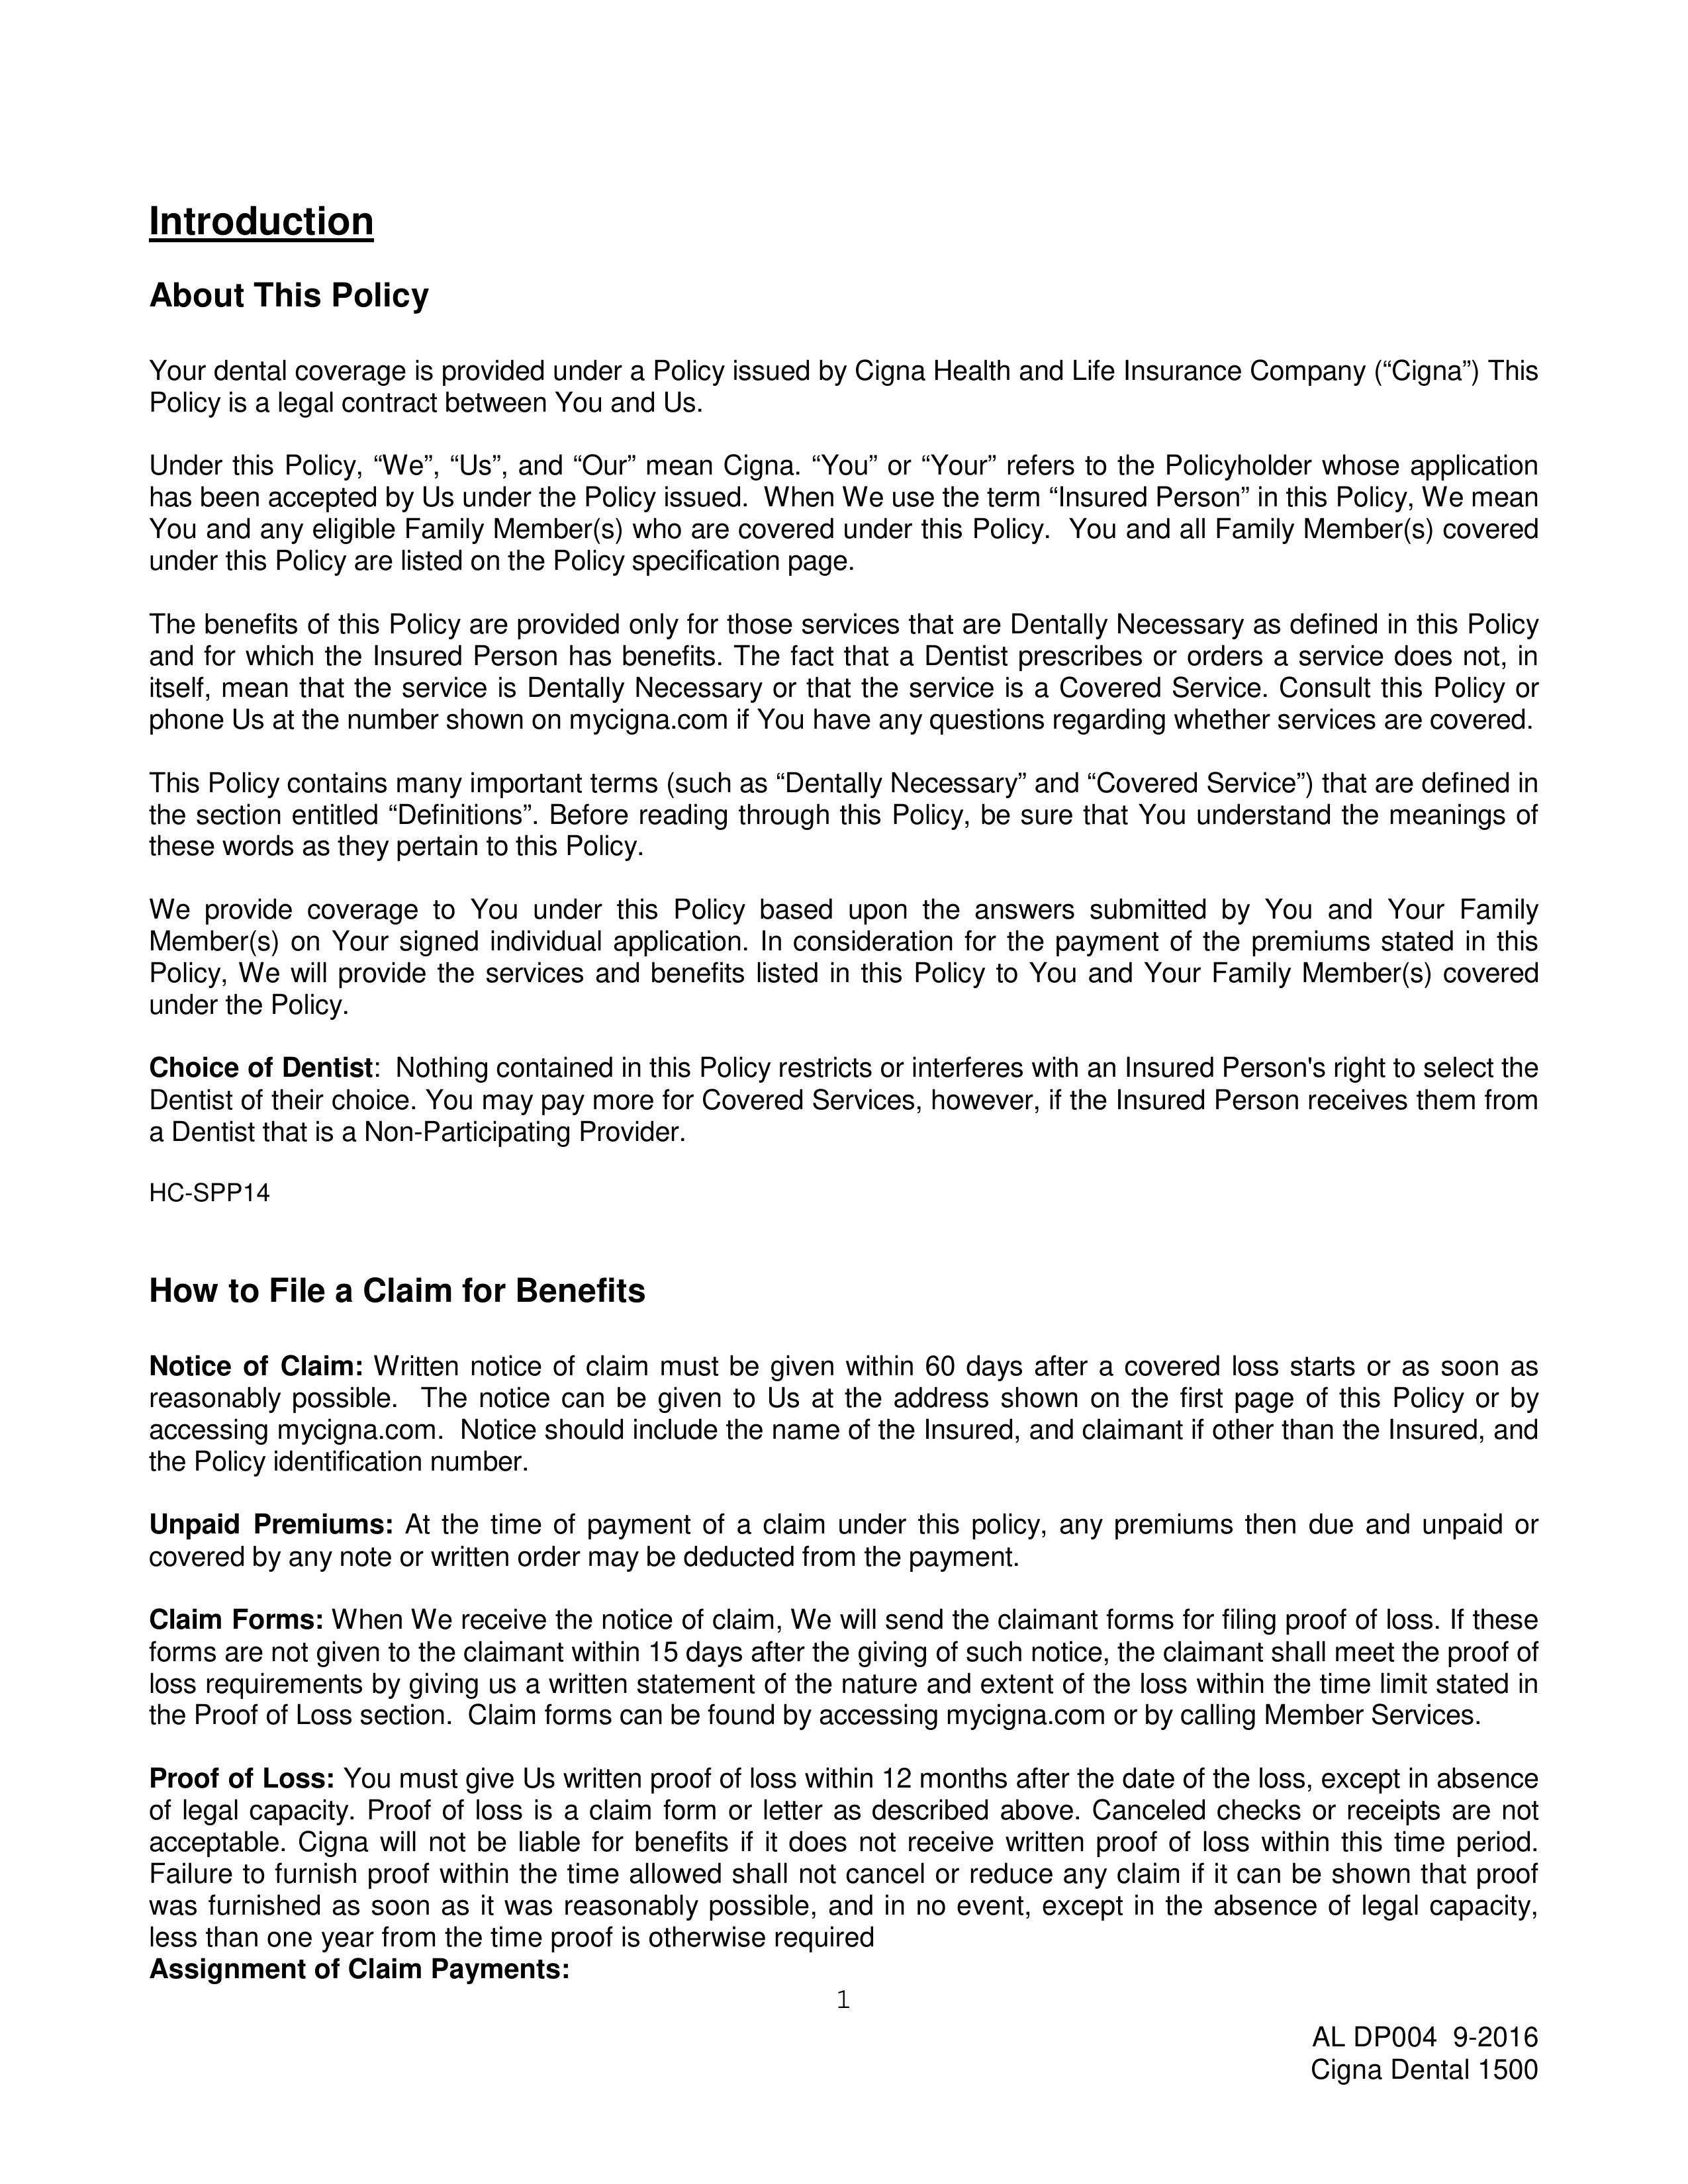 Introduction
About This Policy
Your dental coverage is provided under a Policy issued by Cigna Health and Life Insurance Company (“Cigna”) This
Policy is a legal contract between You and Us.
Under this Policy, “We”, “Us”, and “Our” mean Cigna. “You” or “Your” refers to the Policyholder whose application
has been accepted by Us under the Policy issued. When We use the term “Insured Person” in this Policy, We mean
You and any eligible Family Member(s) who are covered under this Policy. You and all Family Member(s) covered
under this Policy are listed on the Policy specification page.
The benefits of this Policy are provided only for those services that are Dentally Necessary as defined in this Policy
and for which the Insured Person has benefits. The fact that a Dentist prescribes or orders a service does not, in
itself, mean that the service is Dentally Necessary or that the service is a Covered Service. Consult this Policy or
phone Us at the number shown on mycigna.com if You have any questions regarding whether services are covered.
This Policy contains many important terms (such as “Dentally Necessary” and “Covered Service”) that are defined in
the section entitled “Definitions”. Before reading through this Policy, be sure that You understand the meanings of
these words as they pertain to this Policy.
We provide coverage to You under this Policy based upon the answers submitted by You and Your Family
Member(s) on Your signed individual application. In consideration for the payment of the premiums stated in this
Policy, We will provide the services and benefits listed in this Policy to You and Your Family Member(s) covered
under the Policy.
Choice of Dentist: Nothing contained in this Policy restricts or interferes with an Insured Person's right to select the
Dentist of their choice. You may pay more for Covered Services, however, if the Insured Person receives them from
a Dentist that is a Non-Participating Provider.
HC-SPP14
How to File a Claim for Benefits
Notice of Claim: Written notice of claim must be given within 60 days after a covered loss starts or as soon as
reasonably possible. The notice can be given to Us at the address shown on the first page of this Policy or by
accessing mycigna.com. Notice should include the name of the Insured, and claimant if other than the Insured, and
the Policy identification number.
Unpaid Premiums: At the time of payment of a claim under this policy, any premiums then due and unpaid or
covered by any note or written order may be deducted from the payment.
Claim Forms: When We receive the notice of claim, We will send the claimant forms for filing proof of loss. If these
forms are not given to the claimant within 15 days after the giving of such notice, the claimant shall meet the proof of
loss requirements by giving us a written statement of the nature and extent of the loss within the time limit stated in
the Proof of Loss section. Claim forms can be found by accessing mycigna.com or by calling Member Services.
Proof of Loss: You must give Us written proof of loss within 12 months after the date of the loss, except in absence
of legal capacity. Proof of loss is a claim form or letter as described above. Canceled checks or receipts are not
acceptable. Cigna will not be liable for benefits if it does not receive written proof of loss within this time period.
Failure to furnish proof within the time allowed shall not cancel or reduce any claim if it can be shown that proof
was furnished as soon as it was reasonably possible, and in no event, except in the absence of legal capacity,
less than one year from the time proof is otherwise required
Assignment of Claim Payments:
1
AL DP004 9-2016
Cigna Dental 1500